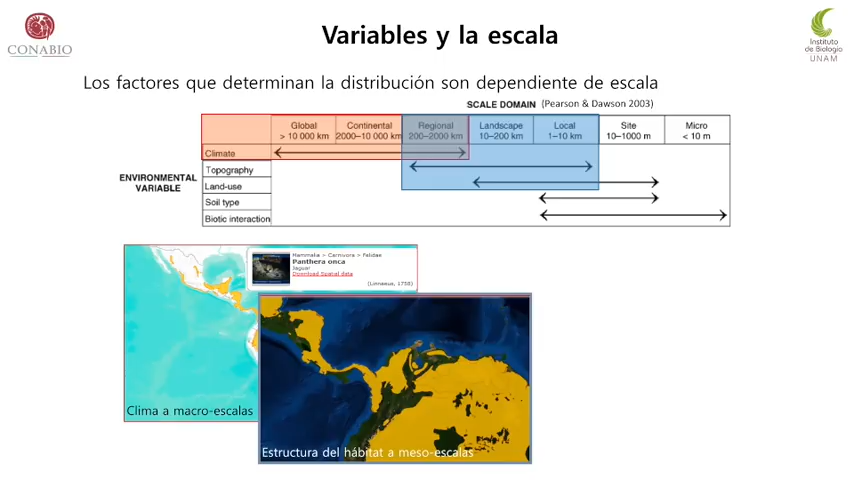 CONABIO
Variables y la escala
Instituto
de Biología
UNAM
Los factores que determinan la distribución son dependiente de escala
SCALE DOMAIN (Pearson & Dawson 2003)
Global Continental Regional Landscape Local Site Micro
> 10 000 km 2000–10 000 km 200–2000 km 10–200 km 1–10 km 10–1000 m < 10 m
ENVIRONMENTAL
VARIABLE
Climate
Topography
Land-use
Soil type
Biotic interaction
Mammalia > Carnivora > Felidae
Panthera onca
Jaguar
Download Spatial data
(Linnaeus, 1758)
Clima a macro-escalas
Estructura del hábitat a meso-escalas